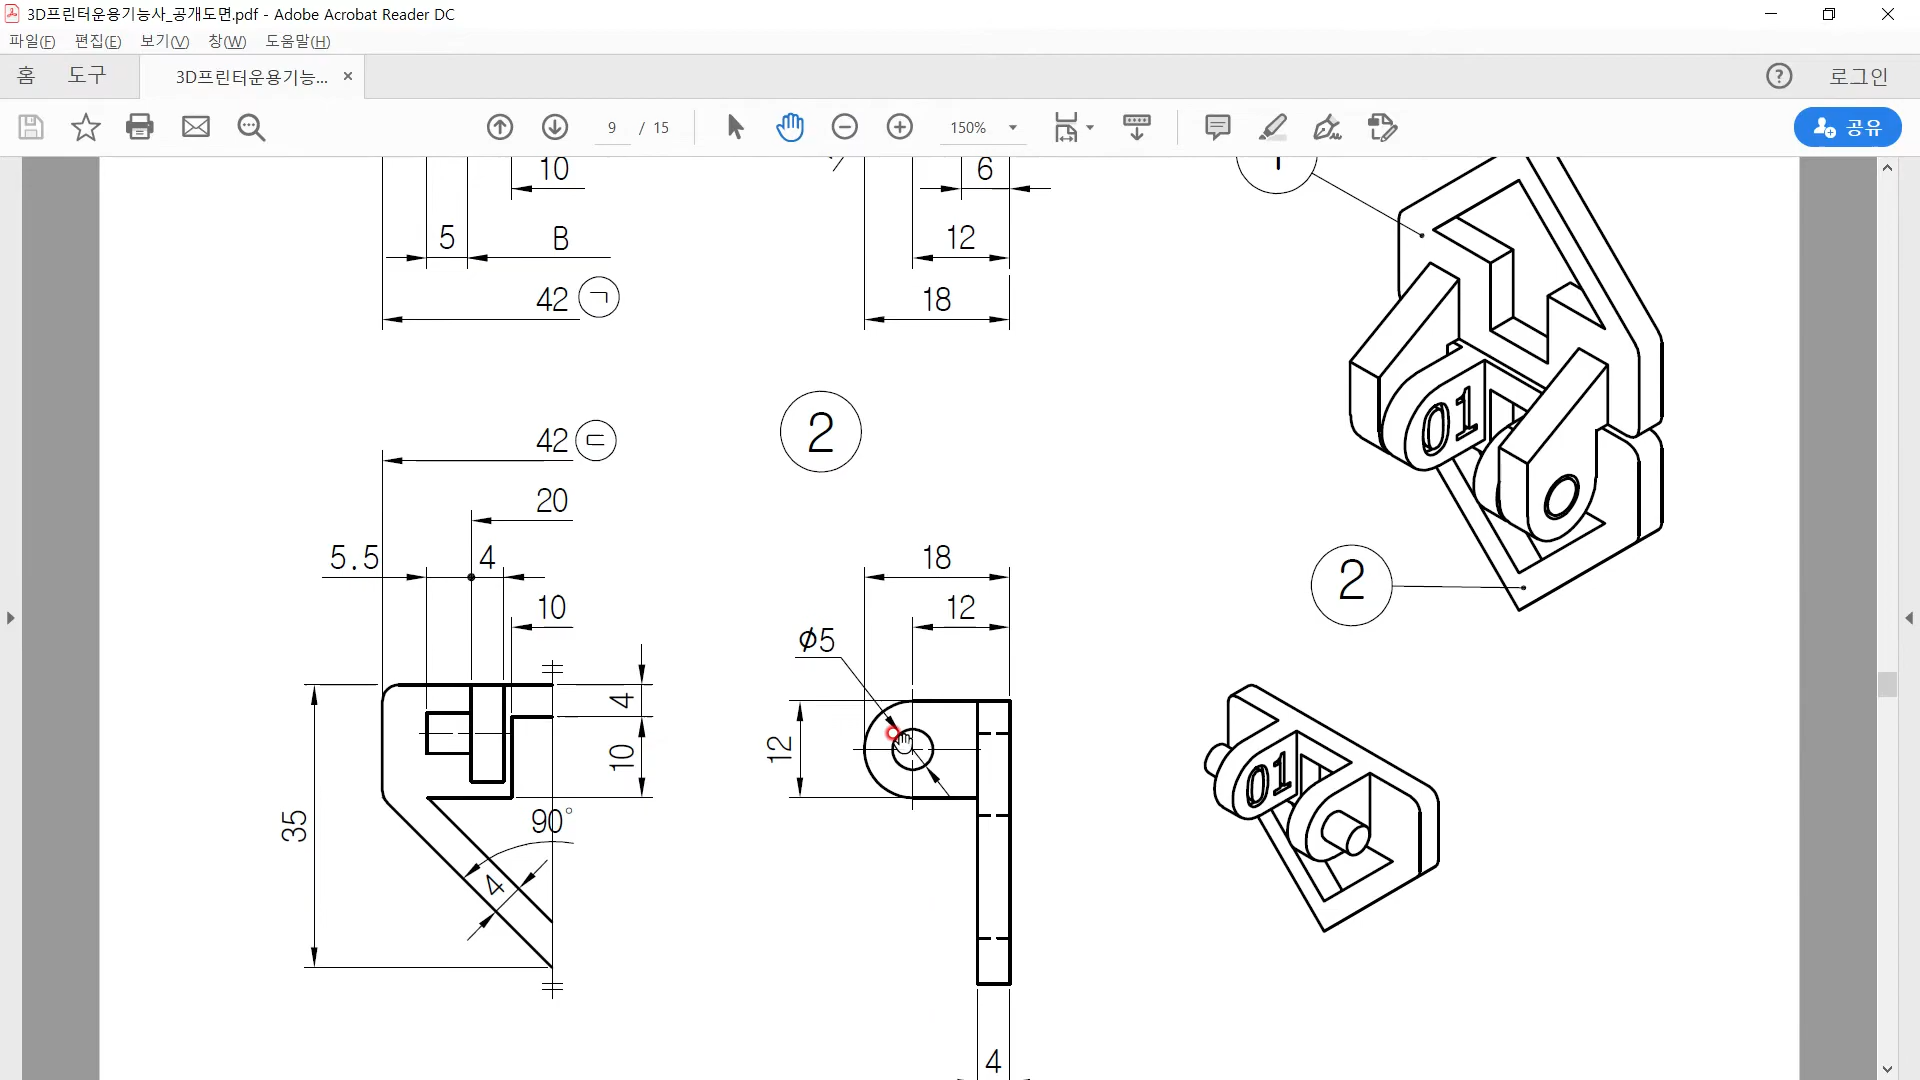 3D프린터운용기능사_공개도면.pdf - Adobe Acrobat Reader DC
파일(F) 편집(E) 보기(V) 창(W) 도움말(H)
홈 도구 3D프린터운용기능... × ? 로그인
9 / 15 150% 공유
10 6
5 B 12
42 ㄱ 18
42 ㄷ 2
20
5.5 4 18
10 12
ϕ5
2
4
12
10
35
90°
4
01
01
4